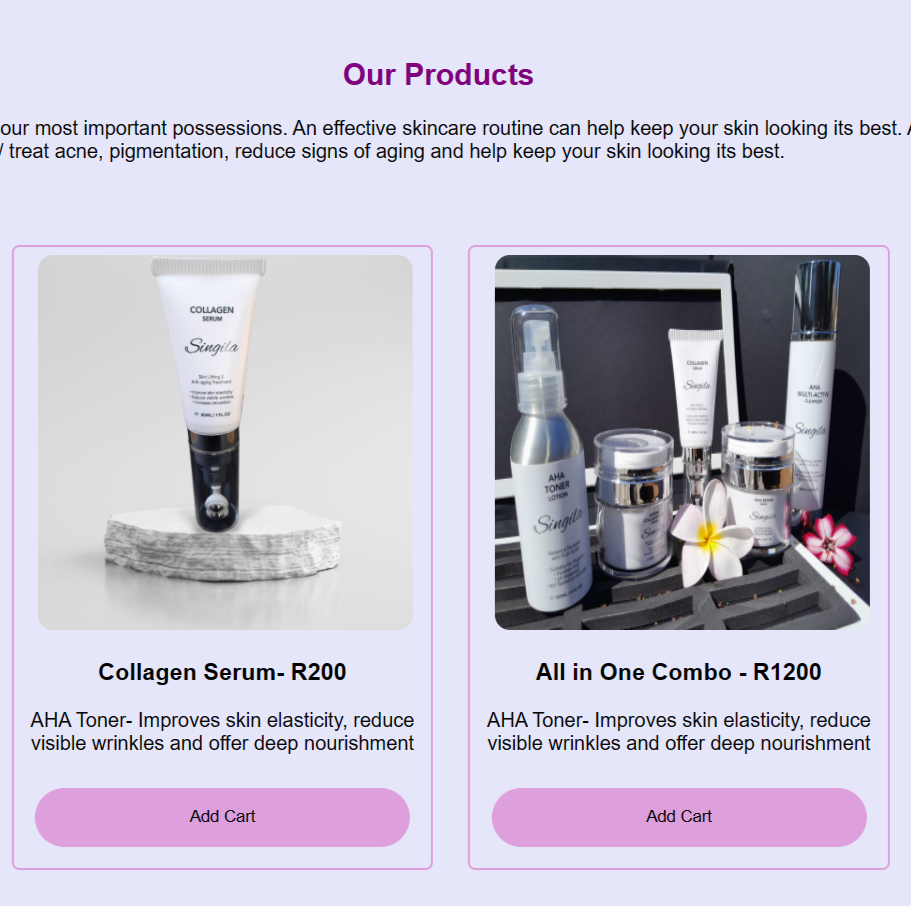 Our Products
our most important possessions. An effective skincare routine can help keep your skin looking its best.
/ treat acne, pigmentation, reduce signs of aging and help keep your skin looking its best.
COLLAGEN
SERUM
Singila
Skin Lifting &
Anti-aging Treatment
COLLAGEN
Singila
AHA
MULTI-ACTIVE
CLEANSER
Singila
AHA
TONER
LOTION
Singila
Singila
Collagen Serum- R200
AHA Toner- Improves skin elasticity, reduce
visible wrinkles and offer deep nourishment
Add Cart
All in One Combo - R1200
AHA Toner- Improves skin elasticity, reduce
visible wrinkles and offer deep nourishment
Add Cart